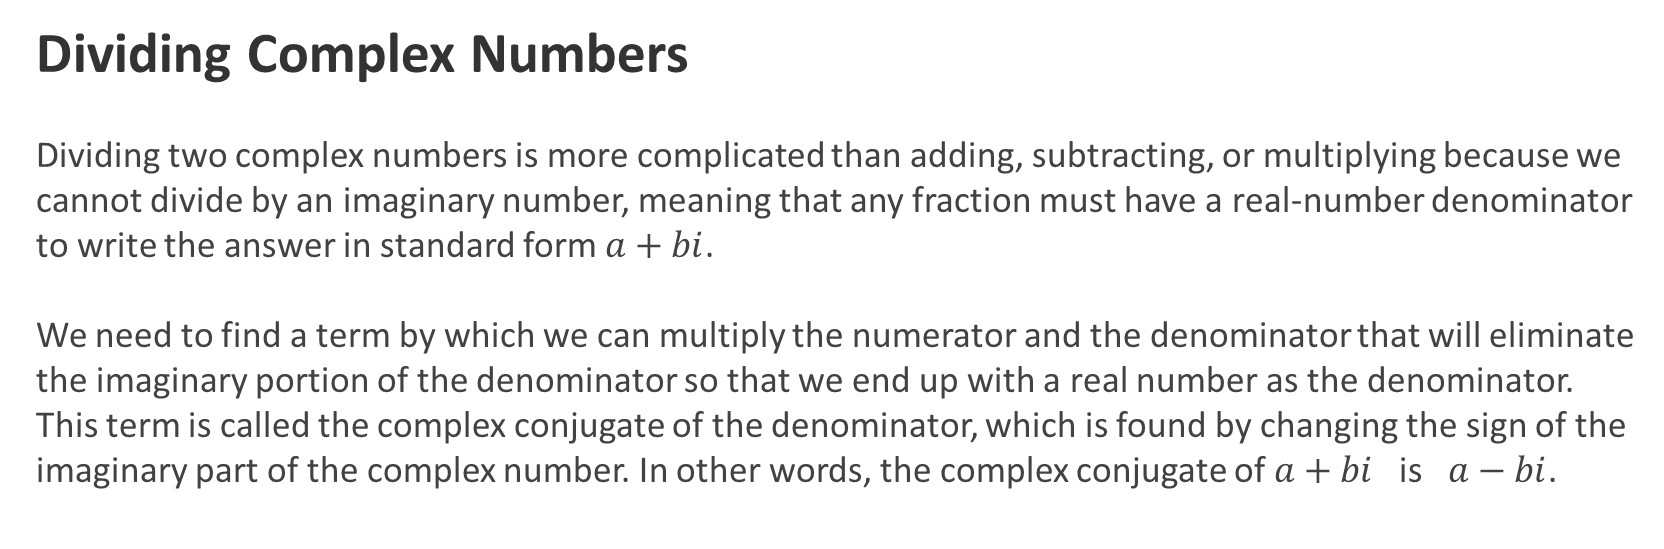 Dividing Complex Numbers
Dividing two complex numbers is more complicated than adding, subtracting, or multiplying because we
cannot divide by an imaginary number, meaning that any fraction must have a real-number denominator
to write the answer in standard form a + bi.
We need to find a term by which we can multiply the numerator and the denominator that will eliminate
the imaginary portion of the denominator so that we end up with a real number as the denominator.
This term is called the complex conjugate of the denominator, which is found by changing the sign of the
imaginary part of the complex number. In other words, the complex conjugate of a + bi is a − bi.